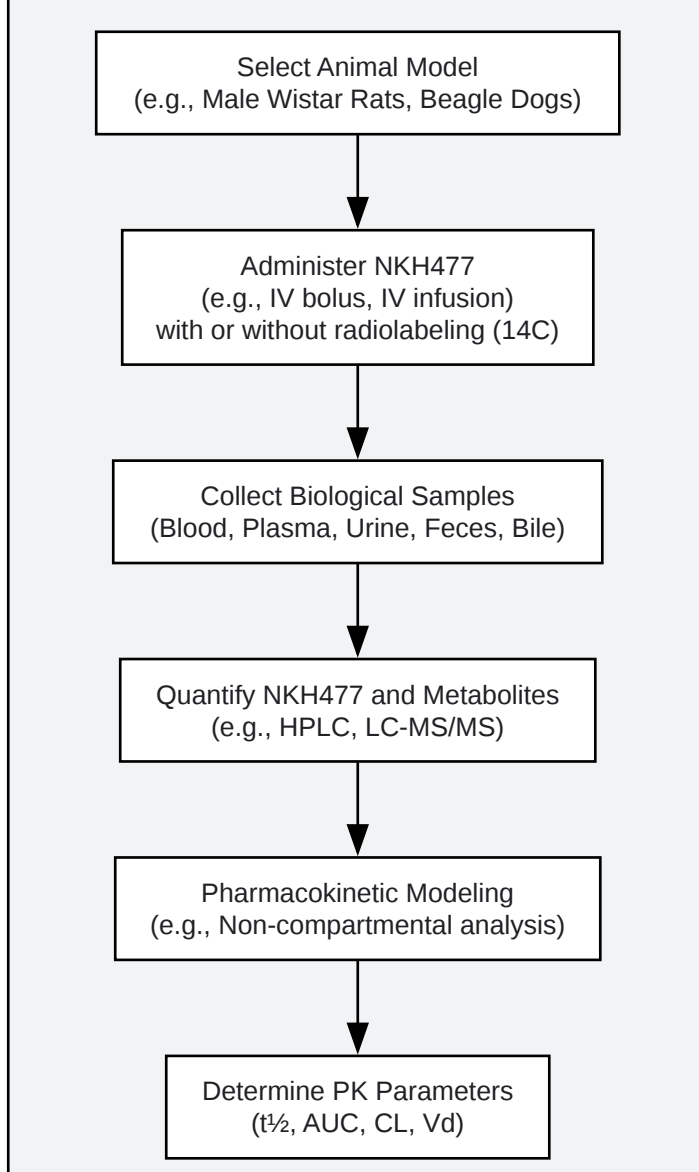 Select Animal Model
(e.g., Male Wistar Rats, Beagle Dogs)
Administer NKH477
(e.g., IV bolus, IV infusion)
with or without radiolabeling (14C)
Collect Biological Samples
(Blood, Plasma, Urine, Feces, Bile)
Quantify NKH477 and Metabolites
(e.g., HPLC, LC-MS/MS)
Pharmacokinetic Modeling
(e.g., Non-compartmental analysis)
Determine PK Parameters
(t½, AUC, CL, Vd)